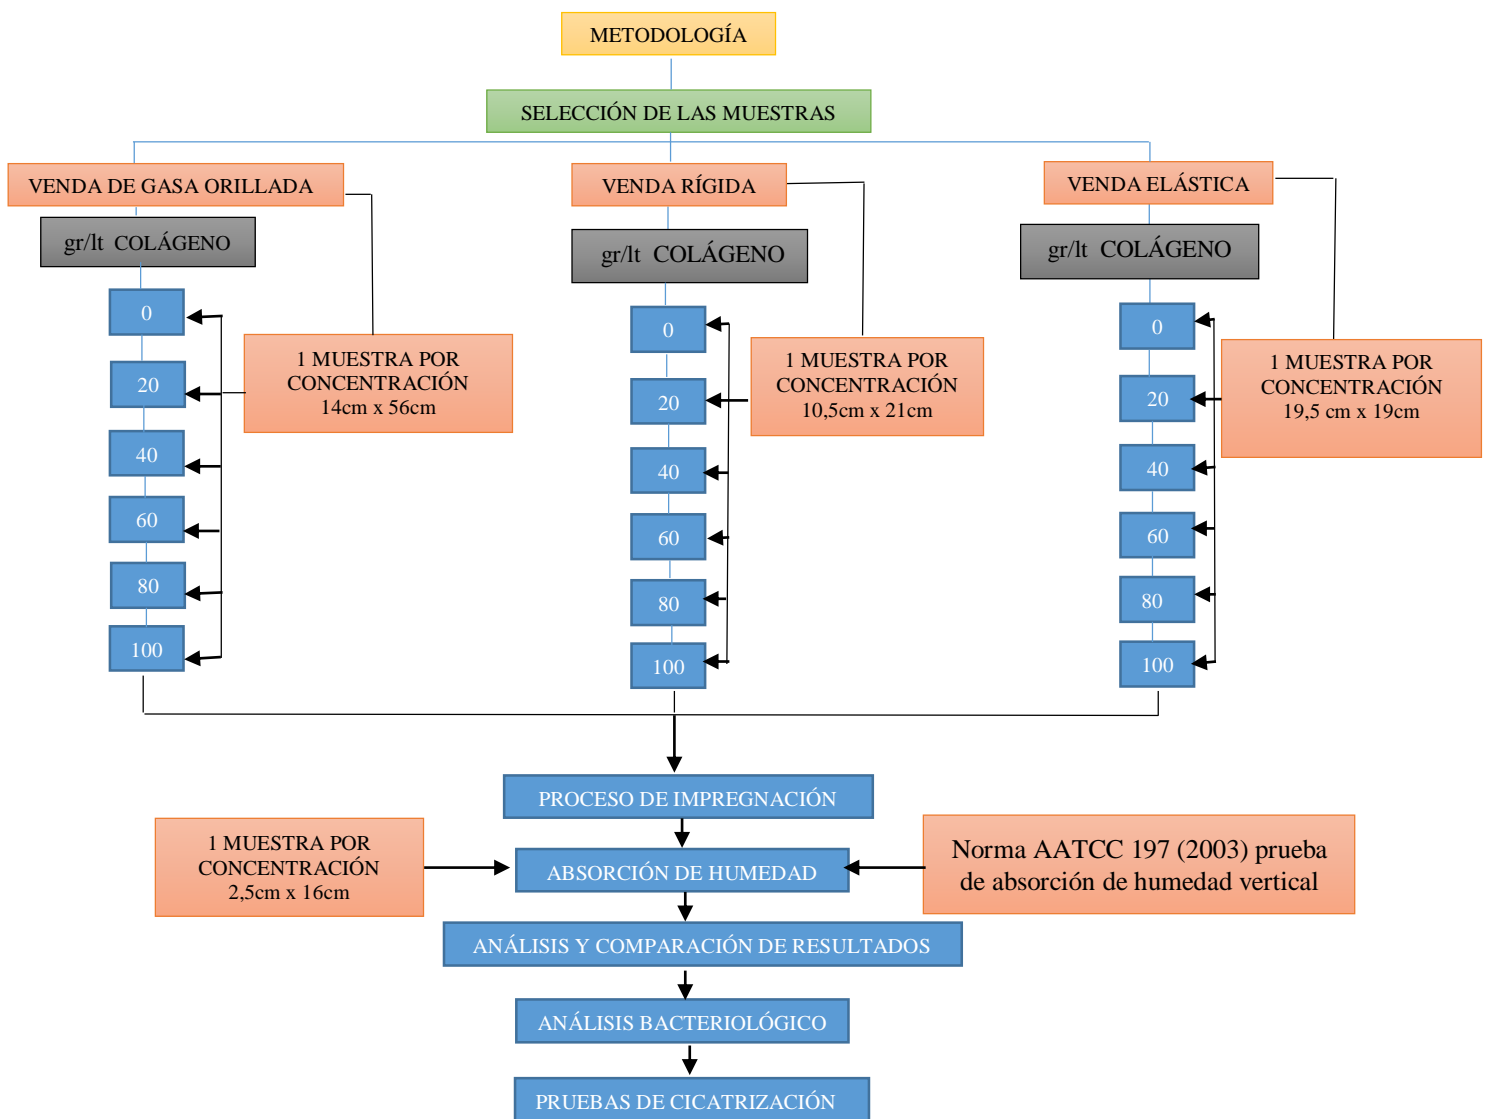 METODOLOGÍA
SELECCIÓN DE LAS MUESTRAS
VENDA DE GASA ORILLADA
gr/lt COLÁGENO
0
20
40
60
80
100
1 MUESTRA POR
CONCENTRACIÓN
14cm x 56cm
VENDA RÍGIDA
gr/lt COLÁGENO
0
20
40
60
80
100
1 MUESTRA POR
CONCENTRACIÓN
10,5cm x 21cm
VENDA ELÁSTICA
gr/lt COLÁGENO
0
20
40
60
80
100
1 MUESTRA POR
CONCENTRACIÓN
19,5 cm x 19cm
PROCESO DE IMPREGNACIÓN
1 MUESTRA POR
CONCENTRACIÓN
2,5cm x 16cm
ABSORCIÓN DE HUMEDAD
Norma AATCC 197 (2003) prueba
de absorción de humedad vertical
ANÁLISIS Y COMPARACIÓN DE RESULTADOS
ANÁLISIS BACTERIOLÓGICO
PRUEBAS DE CICATRIZACIÓN